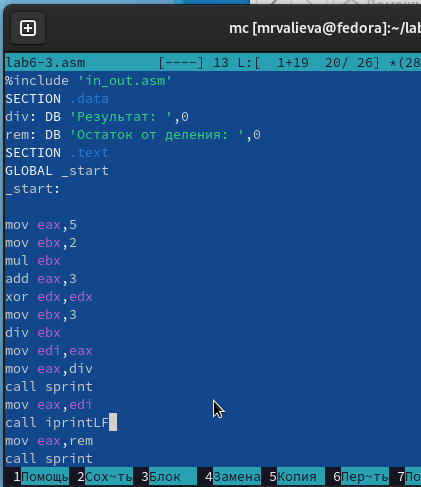 mc [mrvalieva@fedora]:~/lab
lab6-3.asm [----] 13 L:[ 1+19 20/ 26] *(28
%include 'in_out.asm'
SECTION .data
div: DB 'Результат: ',0
rem: DB 'Остаток от деления: ',0
SECTION .text
GLOBAL _start
_start:
mov eax,5
mov ebx,2
mul ebx
add eax,3
xor edx,edx
mov ebx,3
div ebx
mov edi,eax
mov eax,div
call sprint
mov eax,edi
call iprintLF
mov eax,rem
call sprint
1Помощь 2Сох~ть 3Блок 4Замена 5Копия 6Пер~ть 7По